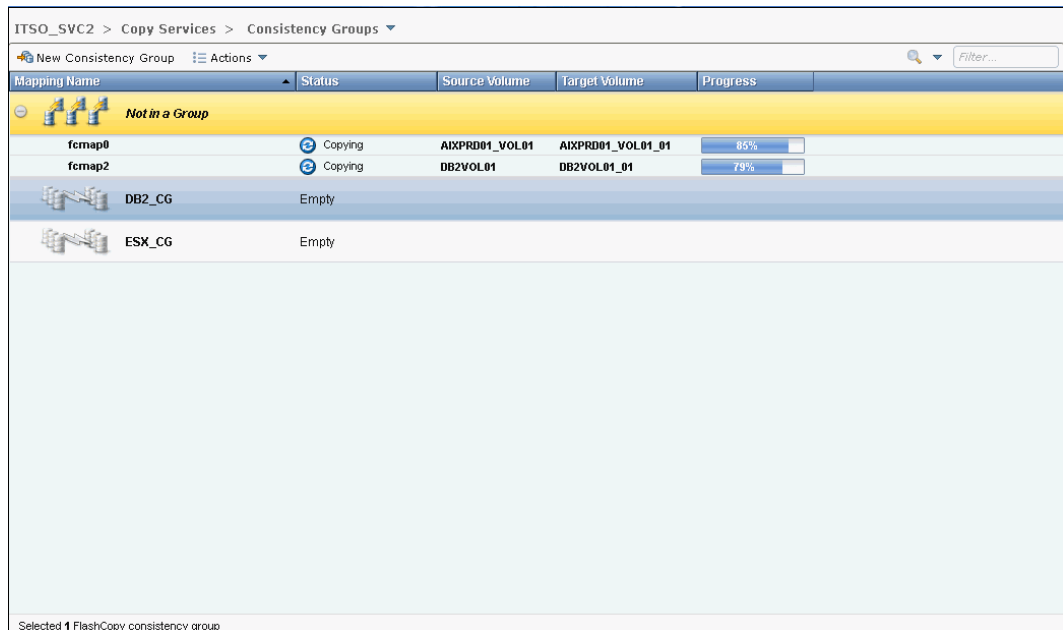 ITSO_SVC2 > Copy Services > Consistency Groups
New Consistency Group Actions Filter...
Mapping Name Status Source Volume Target Volume Progress
Not in a Group
fcmap0 Copying AIXPRD01_VOL01 AIXPRD01_VOL01_01 85%
fcmap2 Copying DB2VOL01 DB2VOL01_01 79%
DB2_CG Empty
ESX_CG Empty
Selected 1 FlashCopy consistency group